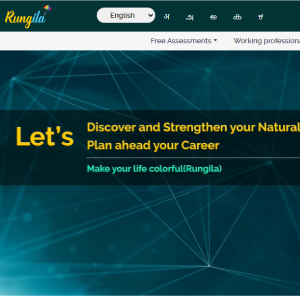 Rungila
English
अ
அ
അ
ಕ
Free Assessments
Working professiona
Let's
Discover and Strengthen your Natural
Plan ahead your Career
Make your life colorful(Rungila)